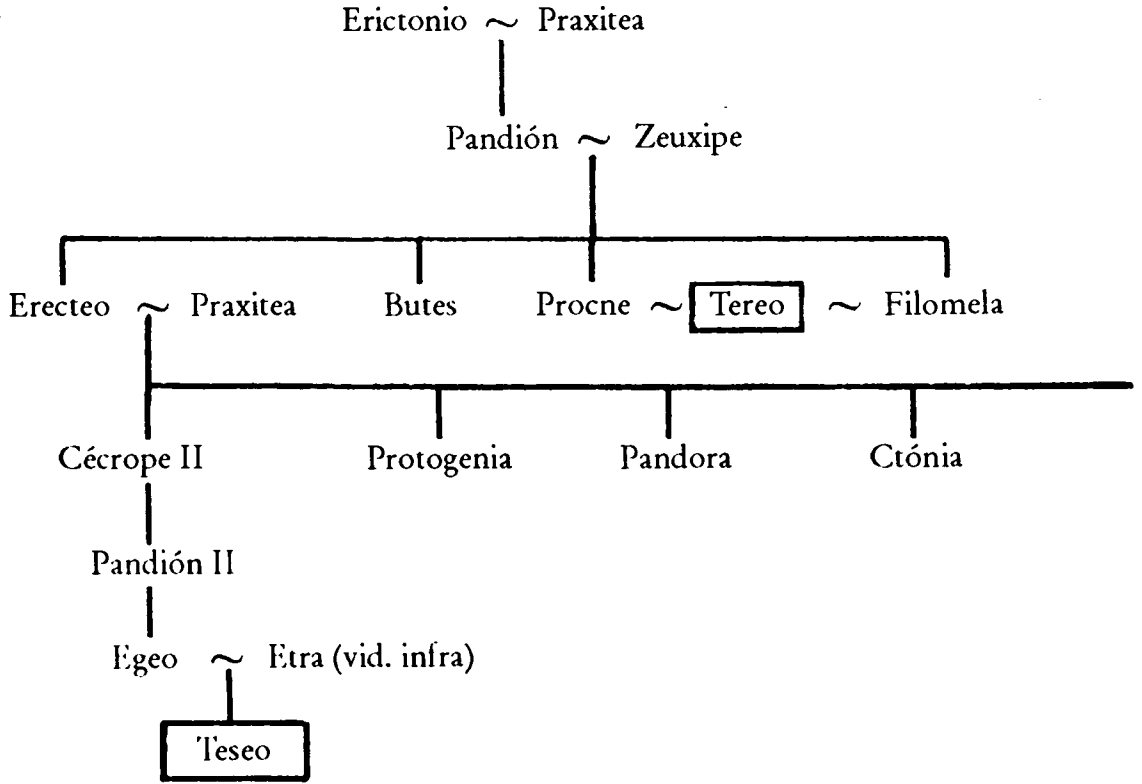 Erictonio ~ Praxitea
Pandión ~ Zeuxipe
Erecteo ~ Praxitea Butes Procne ~ Tereo ~ Filomela
Cécrope II Protogenia Pandora Ctónia
Pandión II
Egeo ~ Etra (vid. infra)
Teseo